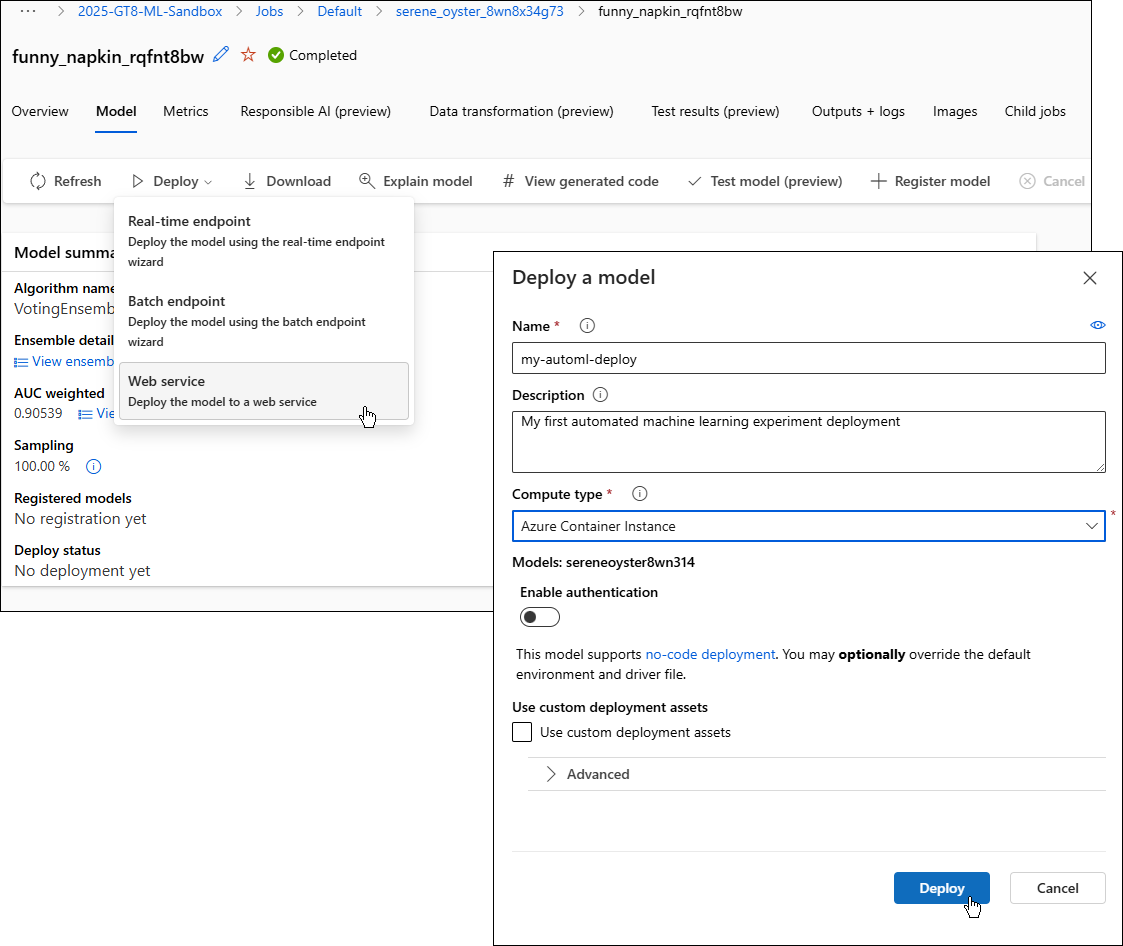 ··· > 2025-GT8-ML-Sandbox > Jobs > Default > serene_oyster_8wn8x34g73 > funny_napkin_rqfnt8bw
funny_napkin_rqfnt8bw Completed
Overview Model Metrics Responsible AI (preview) Data transformation (preview) Test results (preview) Outputs + logs Images Child jobs
Refresh Deploy Download Explain model # View generated code Test model (preview) Register model Cancel
Real-time endpoint
Deploy the model using the real-time endpoint
wizard
Batch endpoint
Deploy the model using the batch endpoint
wizard
Web service
Deploy the model to a web service
Model summa
Algorithm name
VotingEnsemb
Ensemble detail
View ensemb
AUC weighted
0.90539 Vie
Sampling
100.00 %
Registered models
No registration yet
Deploy status
No deployment yet
Deploy a model
Name *
my-automl-deploy
Description
My first automated machine learning experiment deployment
Compute type *
Azure Container Instance *
Models: sereneoyster8wn314
Enable authentication
This model supports no-code deployment. You may optionally override the default
environment and driver file.
Use custom deployment assets
Use custom deployment assets
Advanced
Deploy Cancel